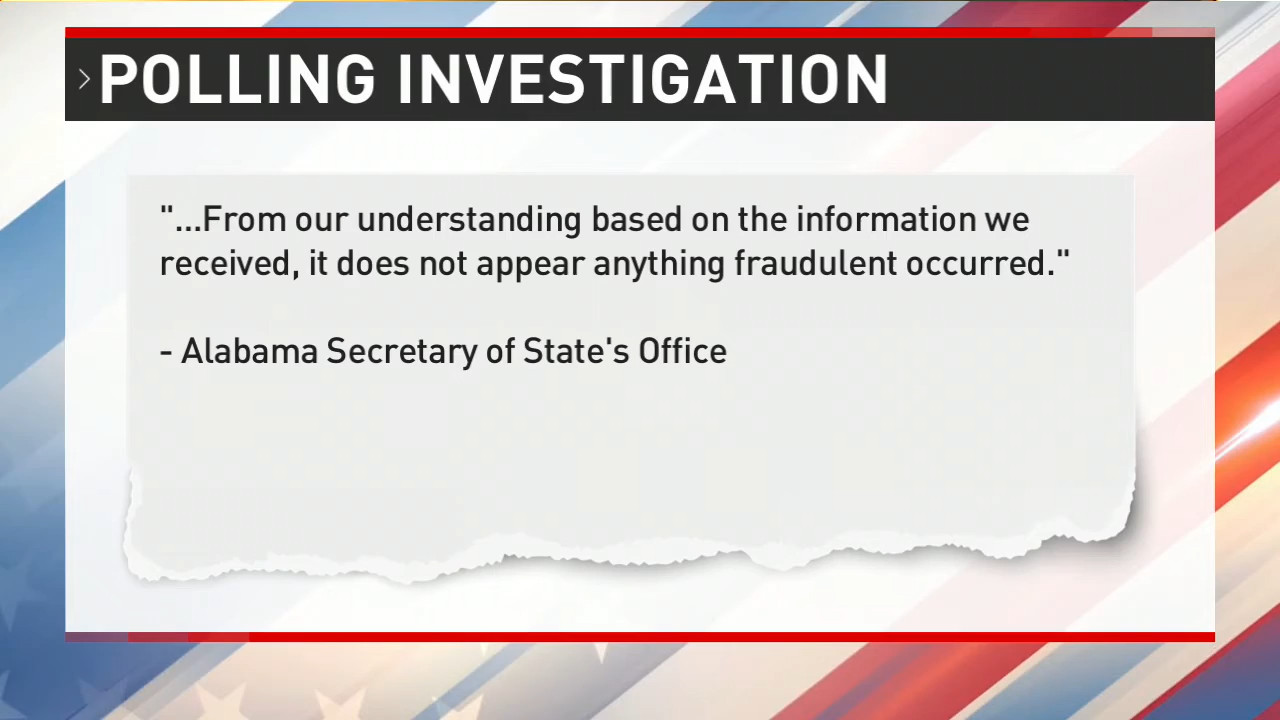 POLLING INVESTIGATION
"...From our understanding based on the information we
received, it does not appear anything fraudulent occurred."
- Alabama Secretary of State's Office